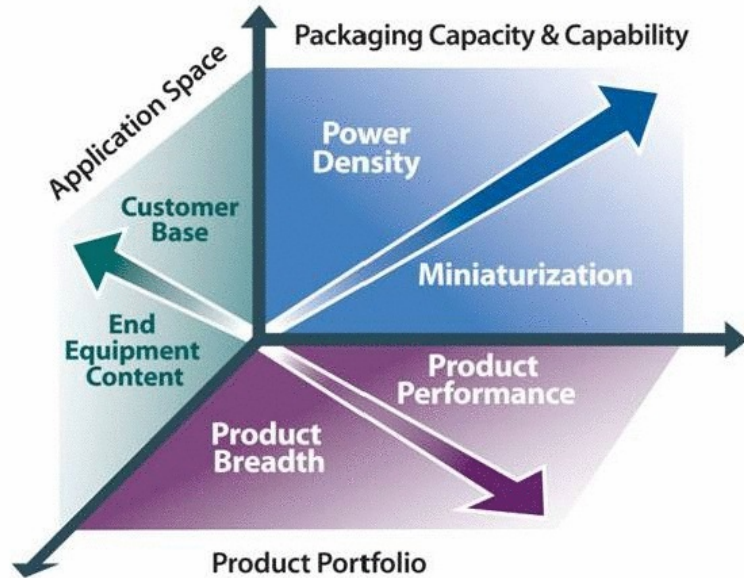 Packaging Capacity & Capability
Application Space
Power
Density
Customer
Base
Miniaturization
End
Equipment
Content
Product
Performance
Product
Breadth
Product Portfolio